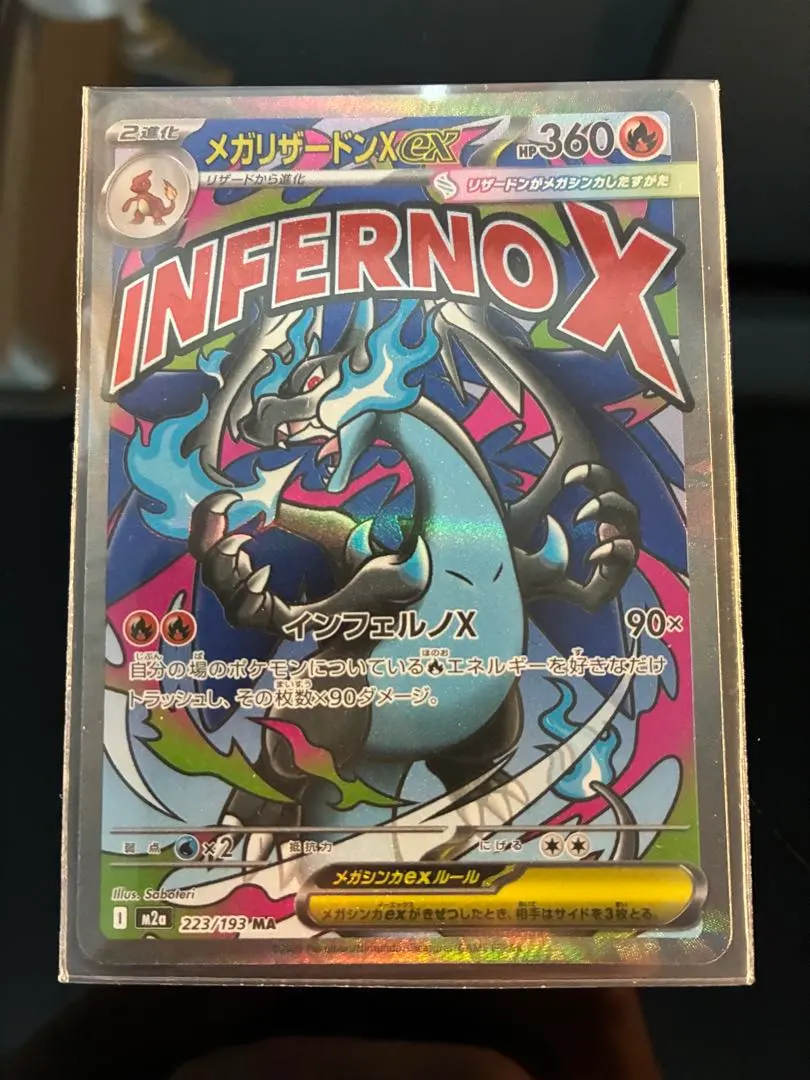 2進化
メガリザードンXex
HP360
リザードから進化
リザードンがメガシンカしたすがた
INFERNO X
インフェルノX 90×
自分の場のポケモンについている エネルギーを好きなだけ
トラッシュし、その枚数×90ダメージ。
弱点 ×2 抵抗力 にげる
メガシンカexルール
メガシンカexがきぜつしたとき、相手はサイドを3枚とる。
Illus. Saboteri
I m2a 223/193 MA